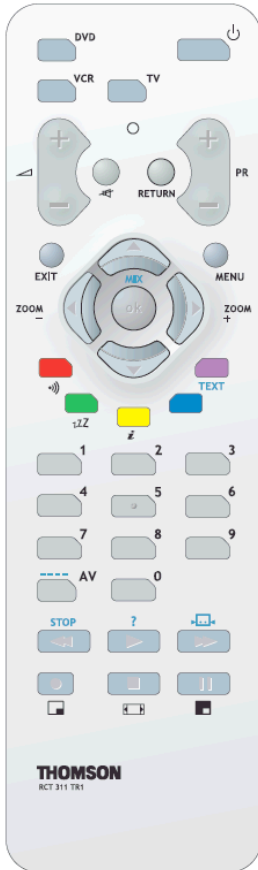 DVD
VCR
TV
PR
RETURN
EXIT
MENU
MIX
ok
ZOOM
-
ZOOM
+
TEXT
zZZ
i
1
2
3
4
5
6
7
8
9
AV
0
STOP
?
THOMSON
RCT 311 TR1